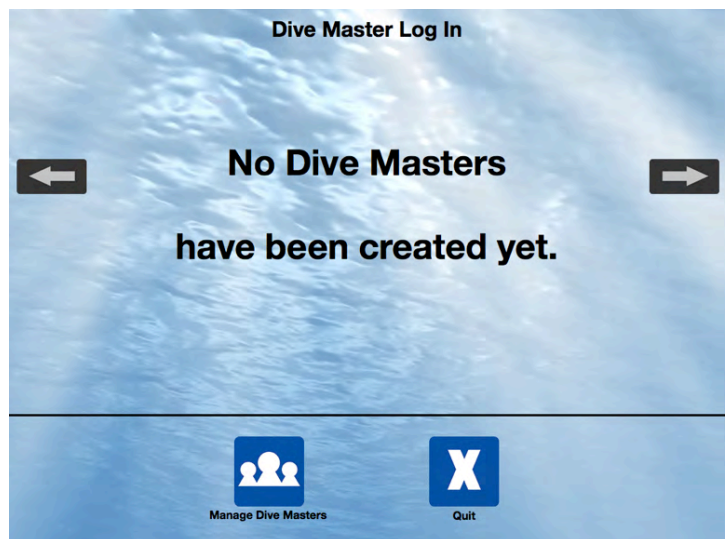 Dive Master Log In
No Dive Masters
have been created yet.
X
Manage Dive Masters
Quit